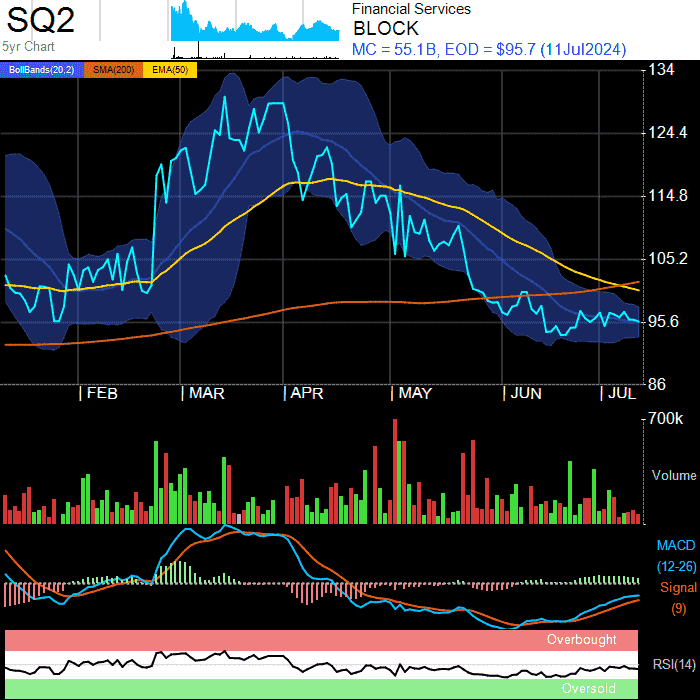 SQ2
5yr Chart
Financial Services
BLOCK
MC = 55.1B, EOD = $95.7 (11Jul2024)
BollBands(20,2) SMA(200) EMA(50)
134
124.4
114.8
105.2
95.6
86
FEB MAR APR MAY JUN JUL
700k
Volume
MACD
(12-26)
Signal
(9)
Overbought
RSI(14)
Oversold